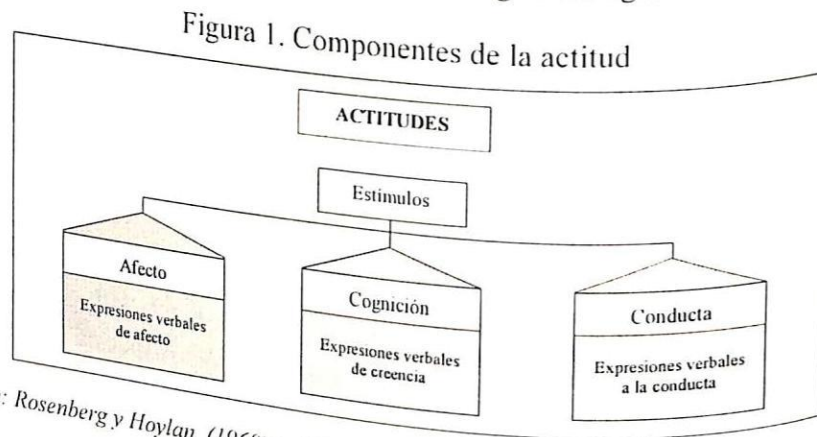 Figura 1. Componentes de la actitud
ACTITUDES
Estimulos
Afecto
Expresiones verbales
de afecto
Cognición
Expresiones verbales
de creencia
Conducta
Expresiones verbales
a la conducta
: Rosenberg y Hoylan.